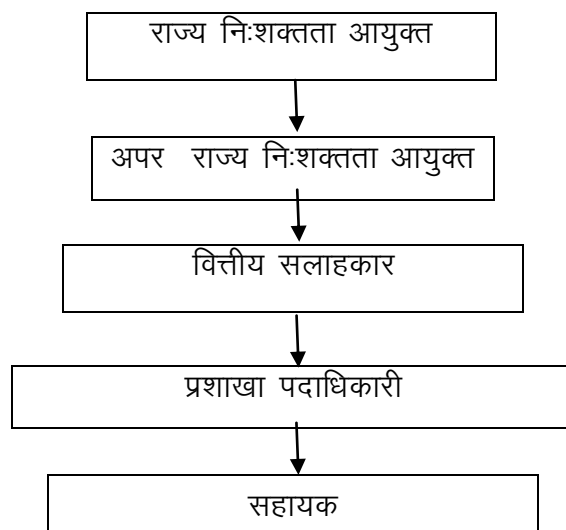 राज्य निःशक्तता आयुक्त
अपर राज्य निःशक्तता आयुक्त
वित्तीय सलाहकार
प्रशाखा पदाधिकारी
सहायक